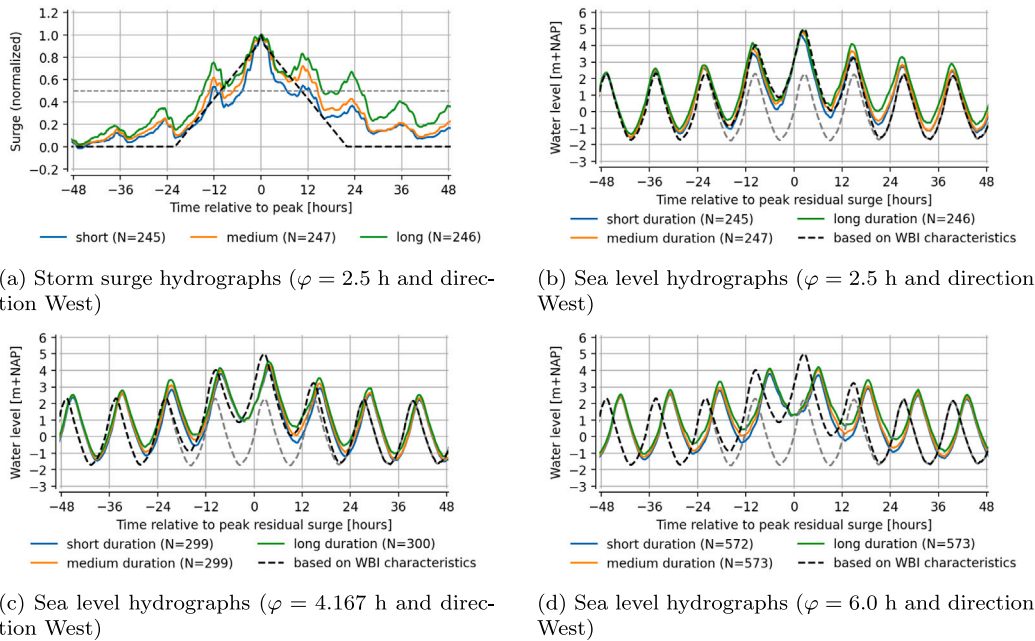 1.2
1.0
0.8
0.6
0.4
0.2
0.0
−0.2
Surge (normalized)
−48 −36 −24 −12 0 12 24 36 48
Time relative to peak [hours]
short (N=245) medium (N=247) long (N=246)
(a) Storm surge hydrographs (φ = 2.5 h and direc-
tion West)
6
5
4
3
2
1
0
−1
−2
−3
Water level [m+NAP]
−48 −36 −24 −12 0 12 24 36 48
Time relative to peak residual surge [hours]
short duration (N=245) long duration (N=246)
medium duration (N=247) based on WBI characteristics
(b) Sea level hydrographs (φ = 2.5 h and direction
West)
6
5
4
3
2
1
0
−1
−2
−3
Water level [m+NAP]
−48 −36 −24 −12 0 12 24 36 48
Time relative to peak residual surge [hours]
short duration (N=299) long duration (N=300)
medium duration (N=299) based on WBI characteristics
(c) Sea level hydrographs (φ = 4.167 h and direc-
tion West)
6
5
4
3
2
1
0
−1
−2
−3
Water level [m+NAP]
−48 −36 −24 −12 0 12 24 36 48
Time relative to peak residual surge [hours]
short duration (N=572) long duration (N=573)
medium duration (N=573) based on WBI characteristics
(d) Sea level hydrographs (φ = 6.0 h and direction
West)